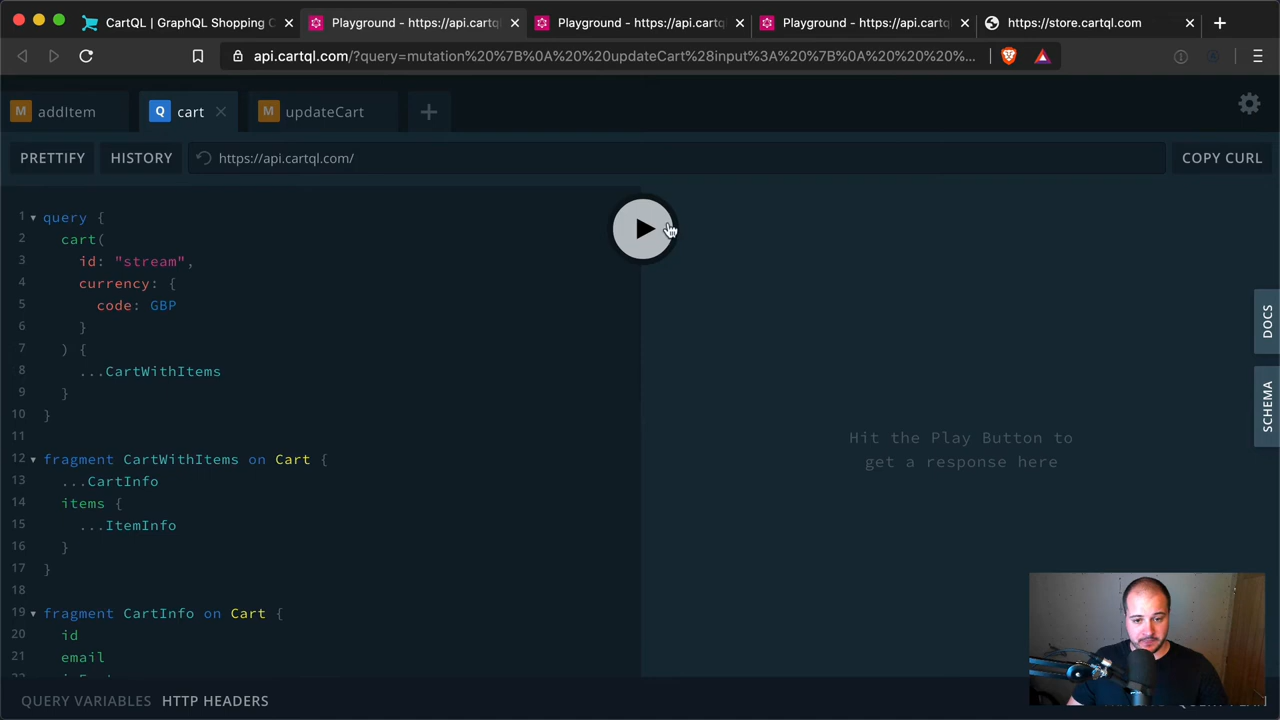 CartQL | GraphQL Shopping C
Playground - https://api.cartql
Playground - https://api.cartql.
Playground - https://api.cartql.
https://store.cartql.com
api.cartql.com/?query=mutation%20%7B%0A%20%20updateCart%28input%3A%20%7B%0A%20%20%20%...
M addItem
Q cart
M updateCart
PRETTIFY
HISTORY
https://api.cartql.com/
COPY CURL
1 query {
2 cart(
3 id: "stream",
4 currency: {
5 code: GBP
6 }
7 ) {
8 ...CartWithItems
9 }
10 }
11
12 fragment CartWithItems on Cart {
13 ...CartInfo
14 items {
15 ...ItemInfo
16 }
17 }
18
19 fragment CartInfo on Cart {
20 id
21 email
Hit the Play Button to
get a response here
DOCS
SCHEMA
QUERY VARIABLES
HTTP HEADERS